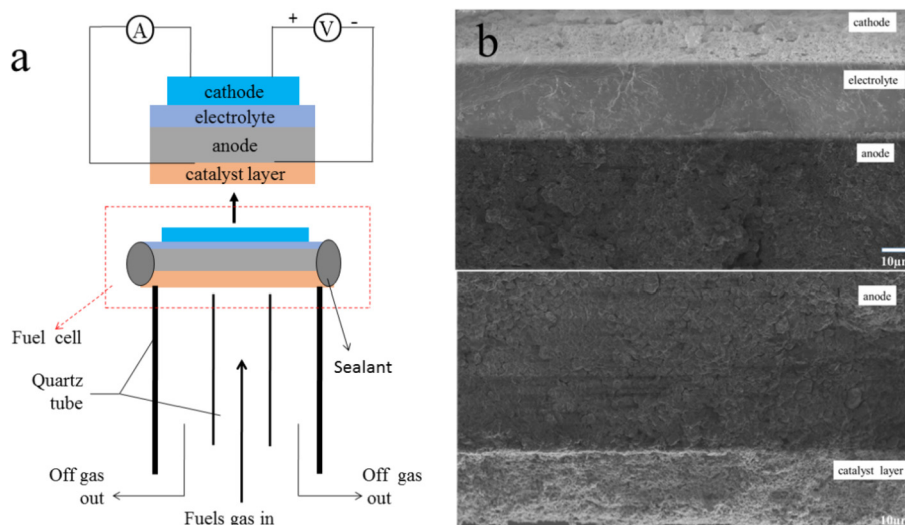 a
A
+
V
-
cathode
electrolyte
anode
catalyst layer
Fuel cell
Sealant
Quartz
tube
Off gas
out
Off gas
out
Fuels gas in
b
cathode
electrolyte
anode
10μm
anode
catalyst layer
10μm